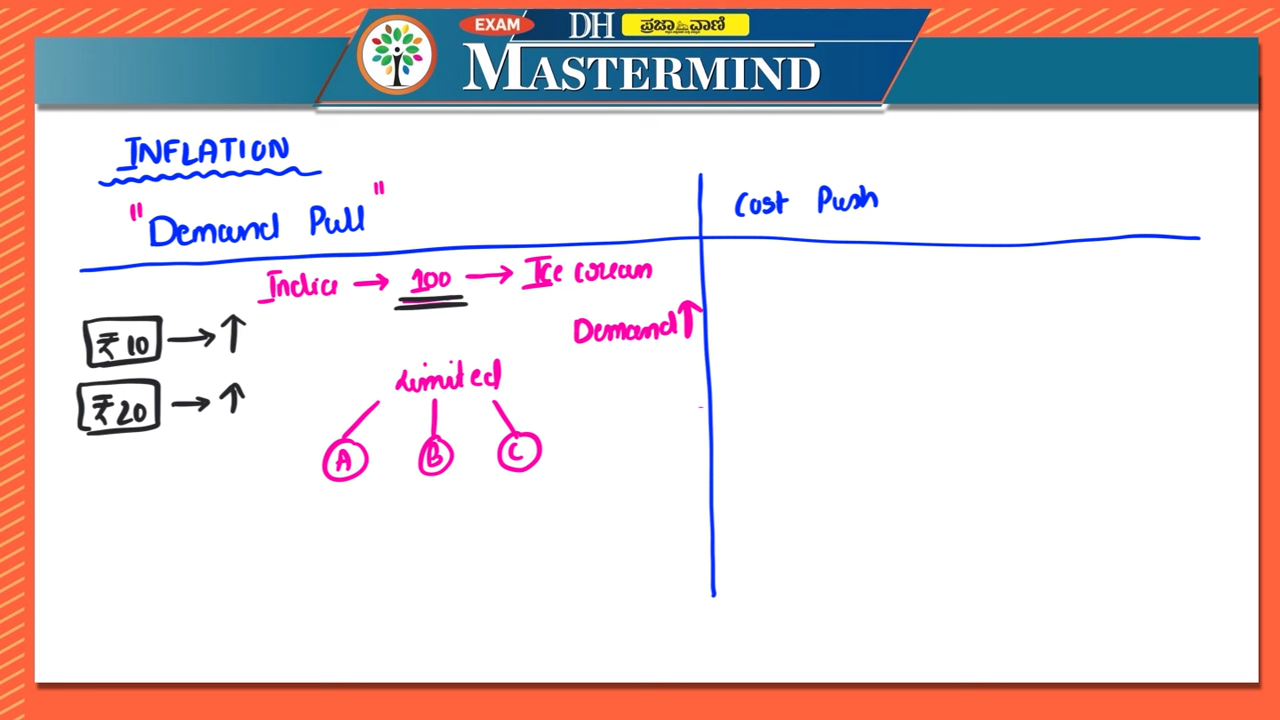 EXAM DH ಪ್ರಜಾವಾಣಿ
MASTERMIND
INFLATION
"Demand Pull"
Cost Push
India → 100 → Ice cream
₹10 → ↑
Demand ↑
Limited
₹20 → ↑
A B C